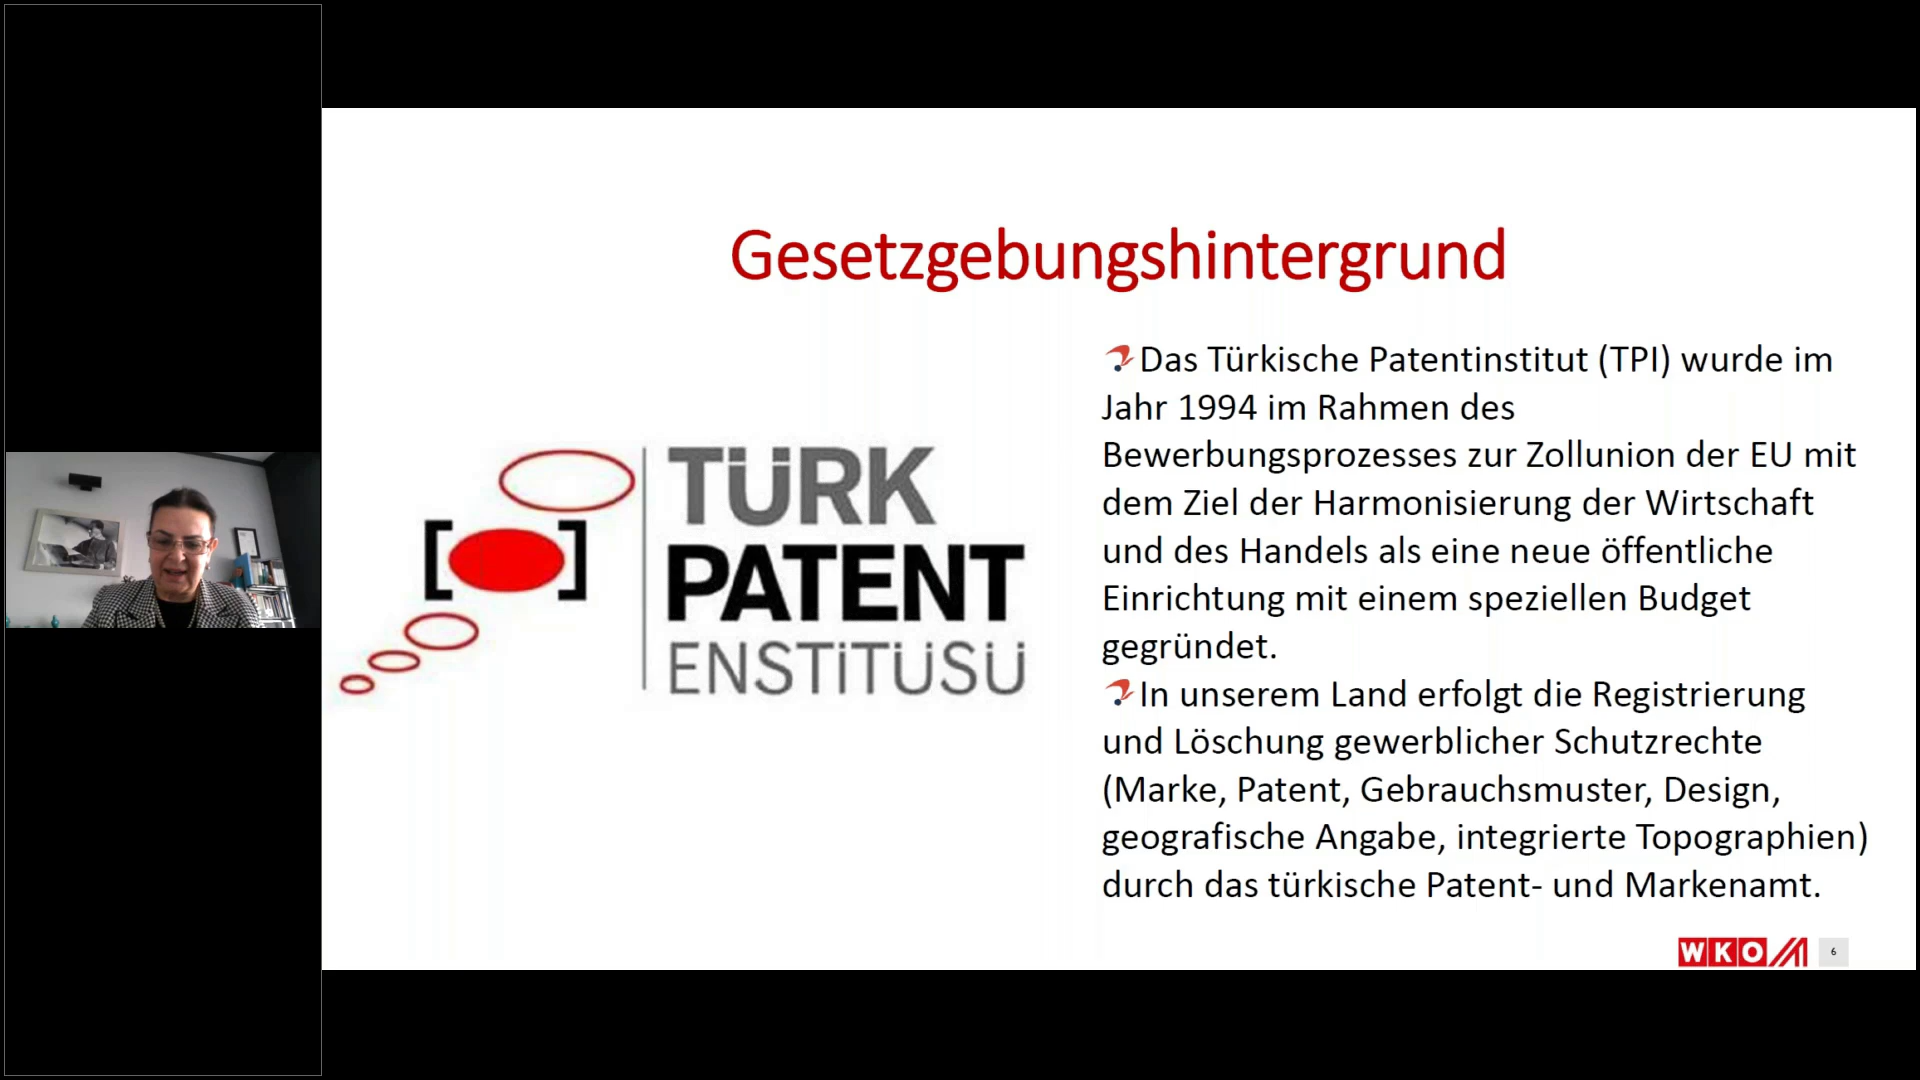 Gesetzgebungshintergrund
TÜRK
PATENT
ENSTİTÜSÜ
Das Türkische Patentinstitut (TPI) wurde im
Jahr 1994 im Rahmen des
Bewerbungsprozesses zur Zollunion der EU mit
dem Ziel der Harmonisierung der Wirtschaft
und des Handels als eine neue öffentliche
Einrichtung mit einem speziellen Budget
gegründet.
In unserem Land erfolgt die Registrierung
und Löschung gewerblicher Schutzrechte
(Marke, Patent, Gebrauchsmuster, Design,
geografische Angabe, integrierte Topographien)
durch das türkische Patent- und Markenamt.
WKO
6